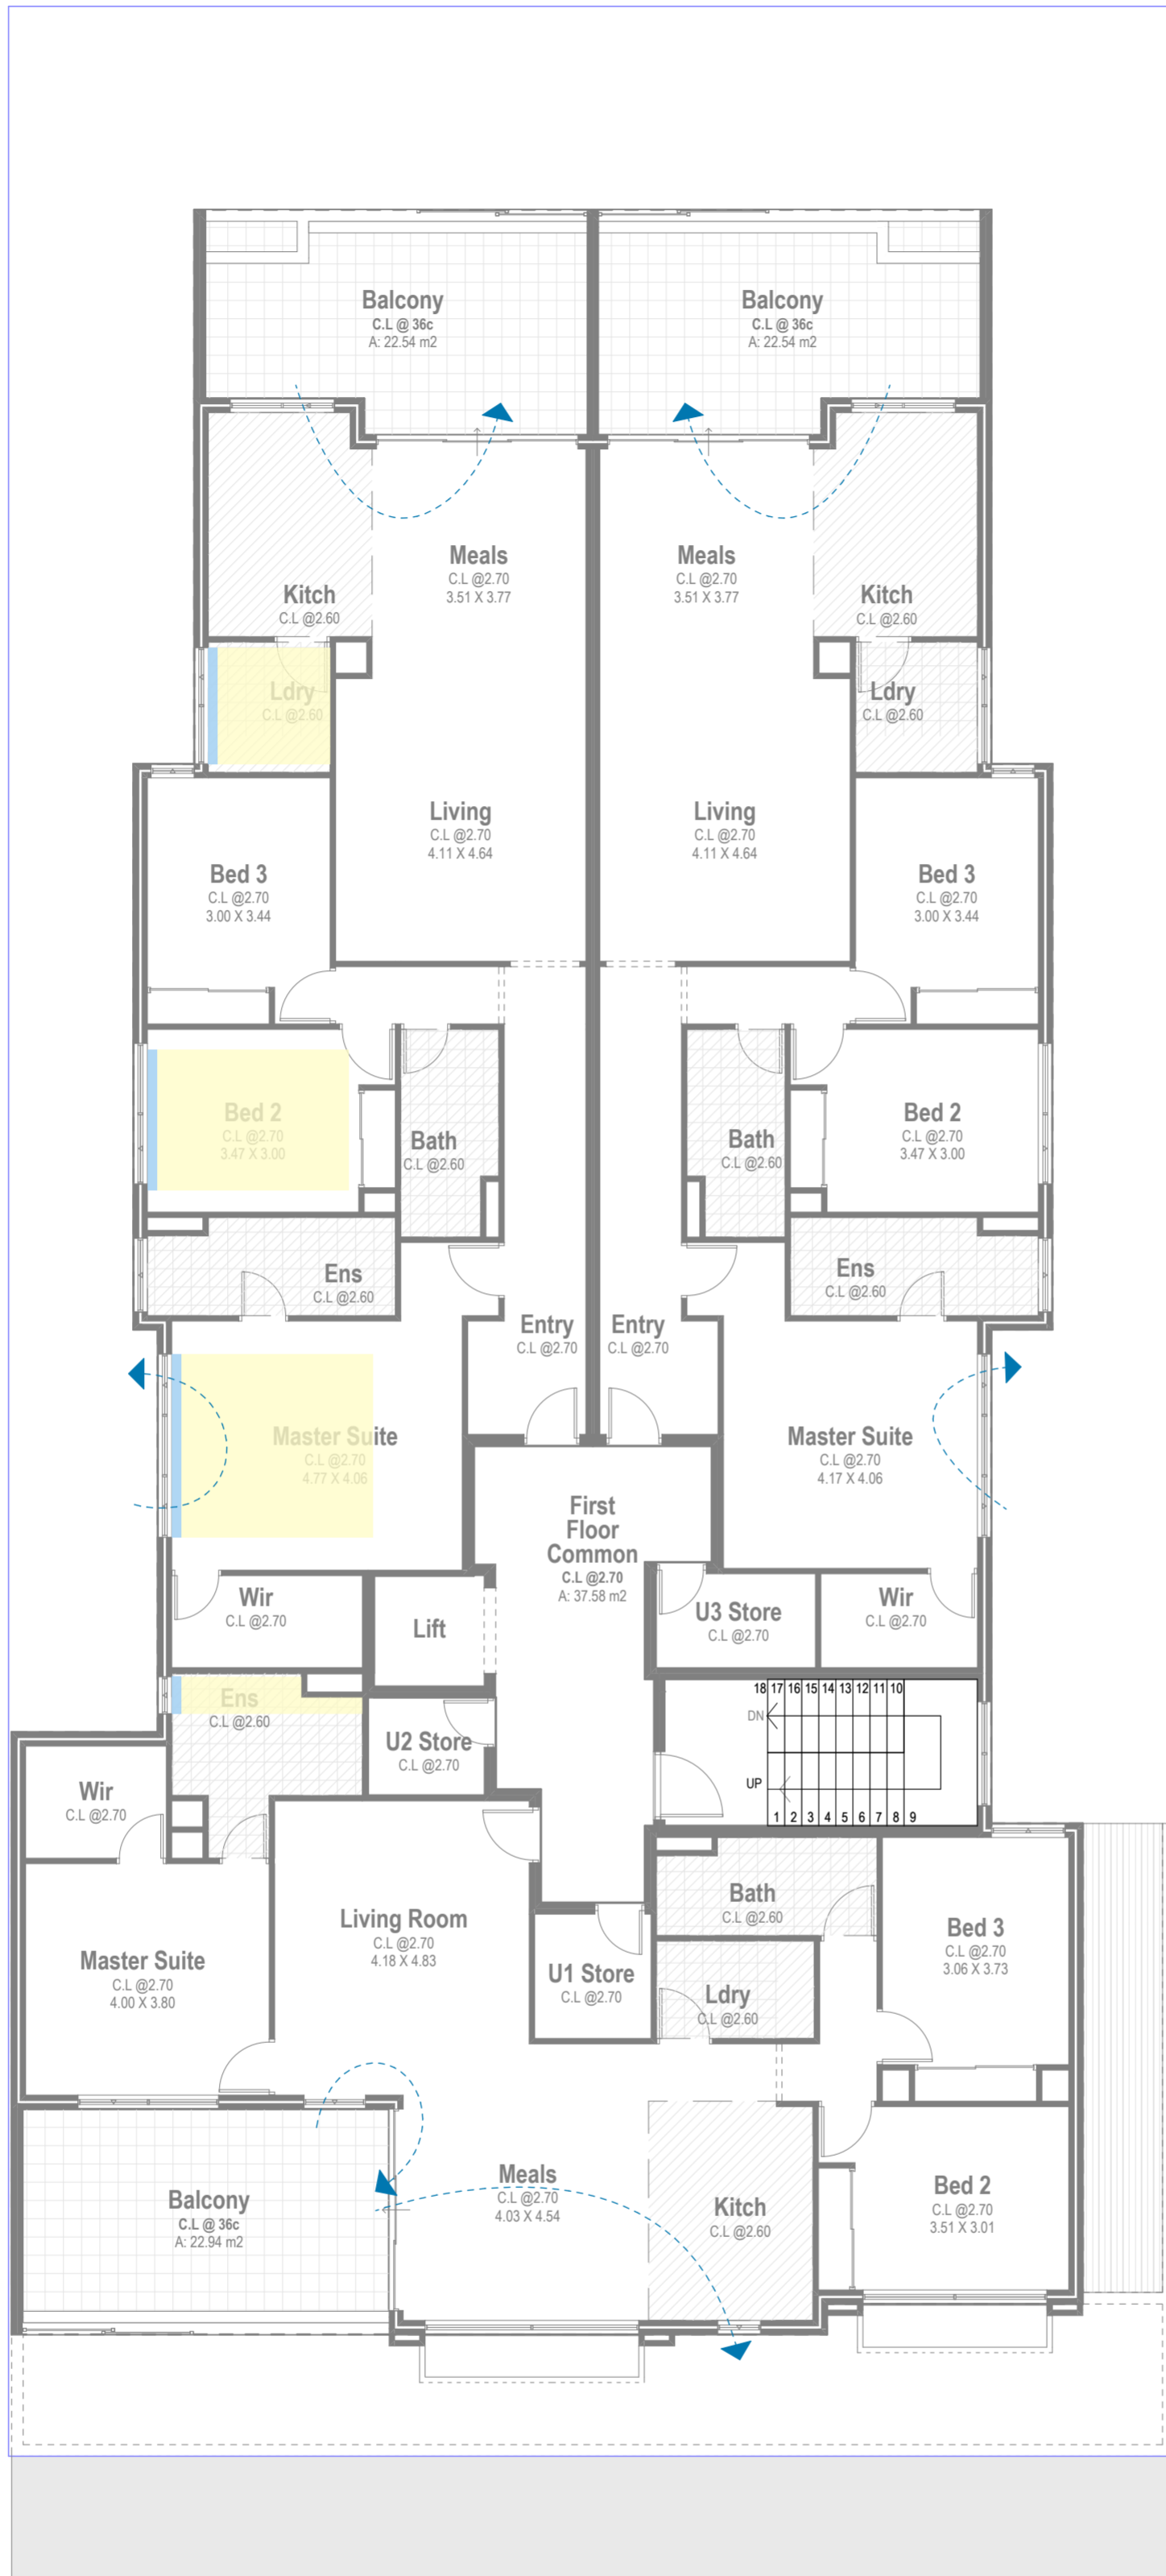 Balcony
C.L @ 36c
A: 22.54 m2
Balcony
C.L @ 36c
A: 22.54 m2
Meals
C.L @2.70
3.51 X 3.77
Meals
C.L @2.70
3.51 X 3.77
Kitch
C.L @2.60
Kitch
C.L @2.60
Ldry
C.L @2.60
Ldry
C.L @2.60
Living
C.L @2.70
4.11 X 4.64
Living
C.L @2.70
4.11 X 4.64
Bed 3
C.L @2.70
3.00 X 3.44
Bed 3
C.L @2.70
3.00 X 3.44
Bed 2
C.L @2.70
3.47 X 3.00
Bath
C.L @2.60
Bath
C.L @2.60
Bed 2
C.L @2.70
3.47 X 3.00
Ens
C.L @2.60
Ens
C.L @2.60
Entry
C.L @2.70
Entry
C.L @2.70
Master Suite
C.L @2.70
4.77 X 4.06
Master Suite
C.L @2.70
4.17 X 4.06
First
Floor
Common
C.L @2.70
A: 37.58 m2
Wir
C.L @2.70
Lift
U3 Store
C.L @2.70
Wir
C.L @2.70
Ens
C.L @2.60
U2 Store
C.L @2.70
18 17 16 15 14 13 12 11 10
DN
UP
1 2 3 4 5 6 7 8 9
Wir
C.L @2.70
Living Room
C.L @2.70
4.18 X 4.83
Bath
C.L @2.60
Bed 3
C.L @2.70
3.06 X 3.73
Master Suite
C.L @2.70
4.00 X 3.80
U1 Store
C.L @2.70
Ldry
C.L @2.60
Balcony
C.L @ 36c
A: 22.94 m2
Meals
C.L @2.70
4.03 X 4.54
Kitch
C.L @2.60
Bed 2
C.L @2.70
3.51 X 3.01